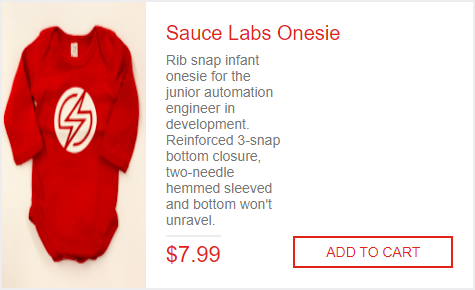 Sauce Labs Onesie
Rib snap infant
onesie for the
junior automation
engineer in
development.
Reinforced 3-snap
bottom closure,
two-needle
hemmed sleeved
and bottom won't
unravel.
$7.99
ADD TO CART